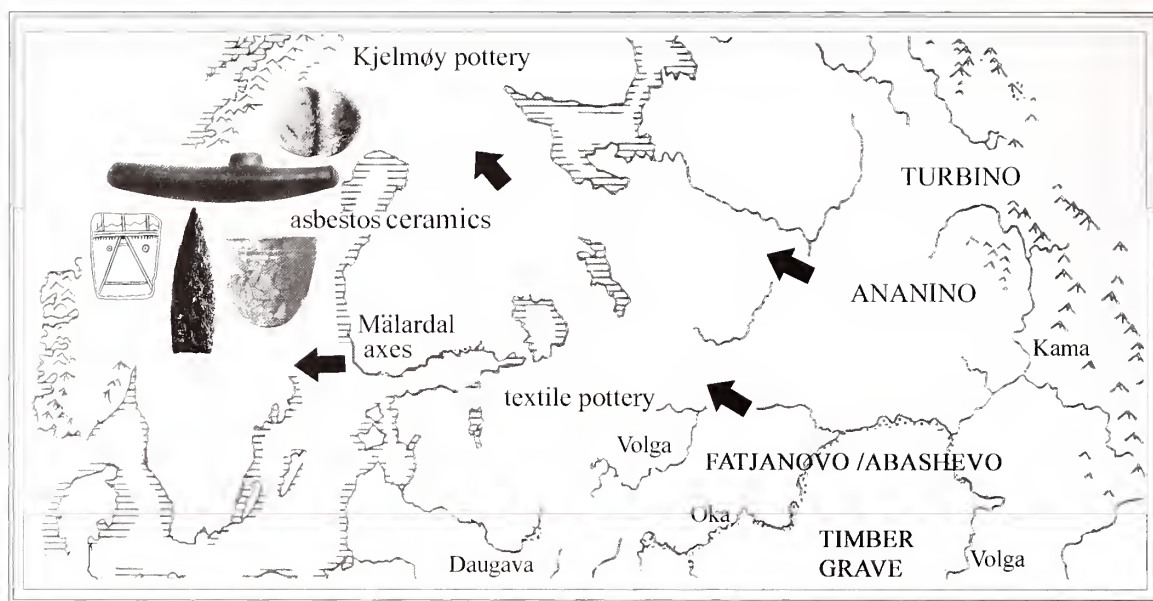 Kjelmøy pottery
TURBINO
asbestos ceramics
ANANINO
Mälardal
axes
Kama
textile pottery
Volga
FATJANOVO /ABASHEVO
Oka
TIMBER
GRAVE
Daugava
Volga